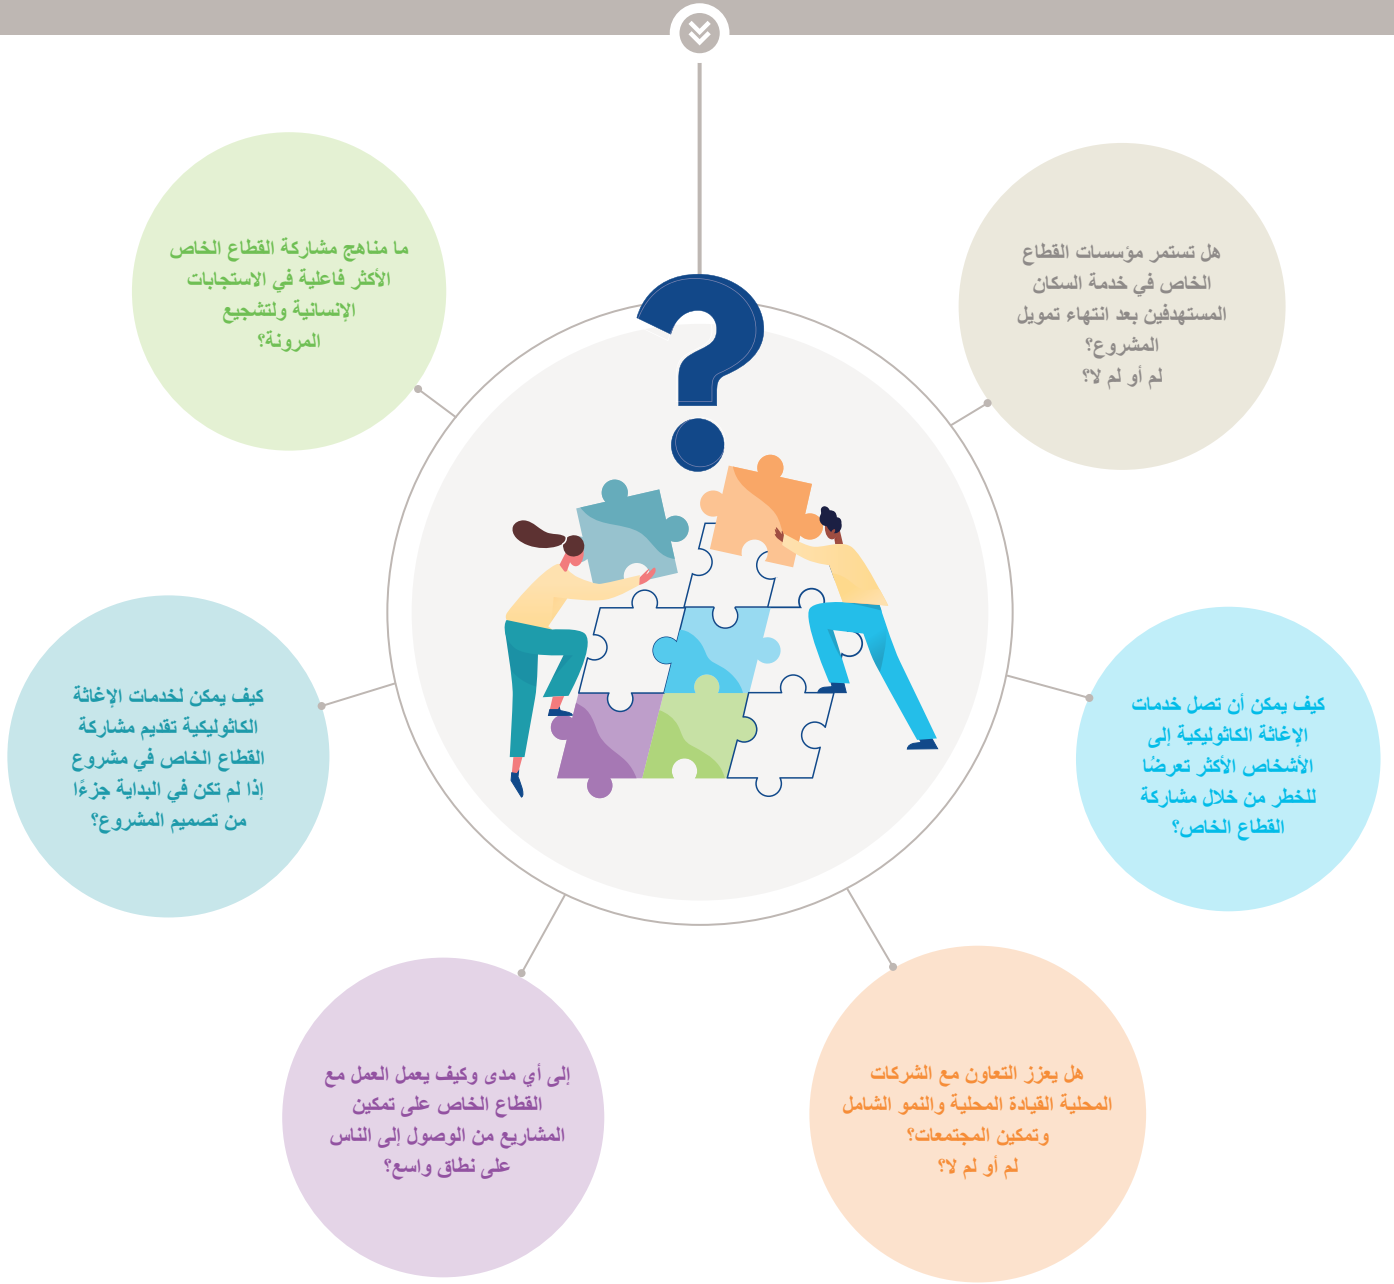 هل تستمر مؤسسات القطاع
الخاص في خدمة السكان
المستهدفين بعد انتهاء تمويل
المشروع؟
لم أو لم لا؟
ما مناهج مشاركة القطاع الخاص
الأكثر فاعلية في الاستجابات
الإنسانية ولتشجيع
المرونة؟
كيف يمكن أن تصل خدمات
الإغاثة الكاثوليكية إلى
الأشخاص الأكثر تعرضًا
للخطر من خلال مشاركة
القطاع الخاص؟
كيف يمكن لخدمات الإغاثة
الكاثوليكية تقديم مشاركة
القطاع الخاص في مشروع
إذا لم تكن في البداية جزءًا
من تصميم المشروع؟
هل يعزز التعاون مع الشركات
المحلية القيادة المحلية والنمو الشامل
وتمكين المجتمعات؟
لم أو لم لا؟
إلى أي مدى وكيف يعمل العمل مع
القطاع الخاص على تمكين
المشاريع من الوصول إلى الناس
على نطاق واسع؟
?